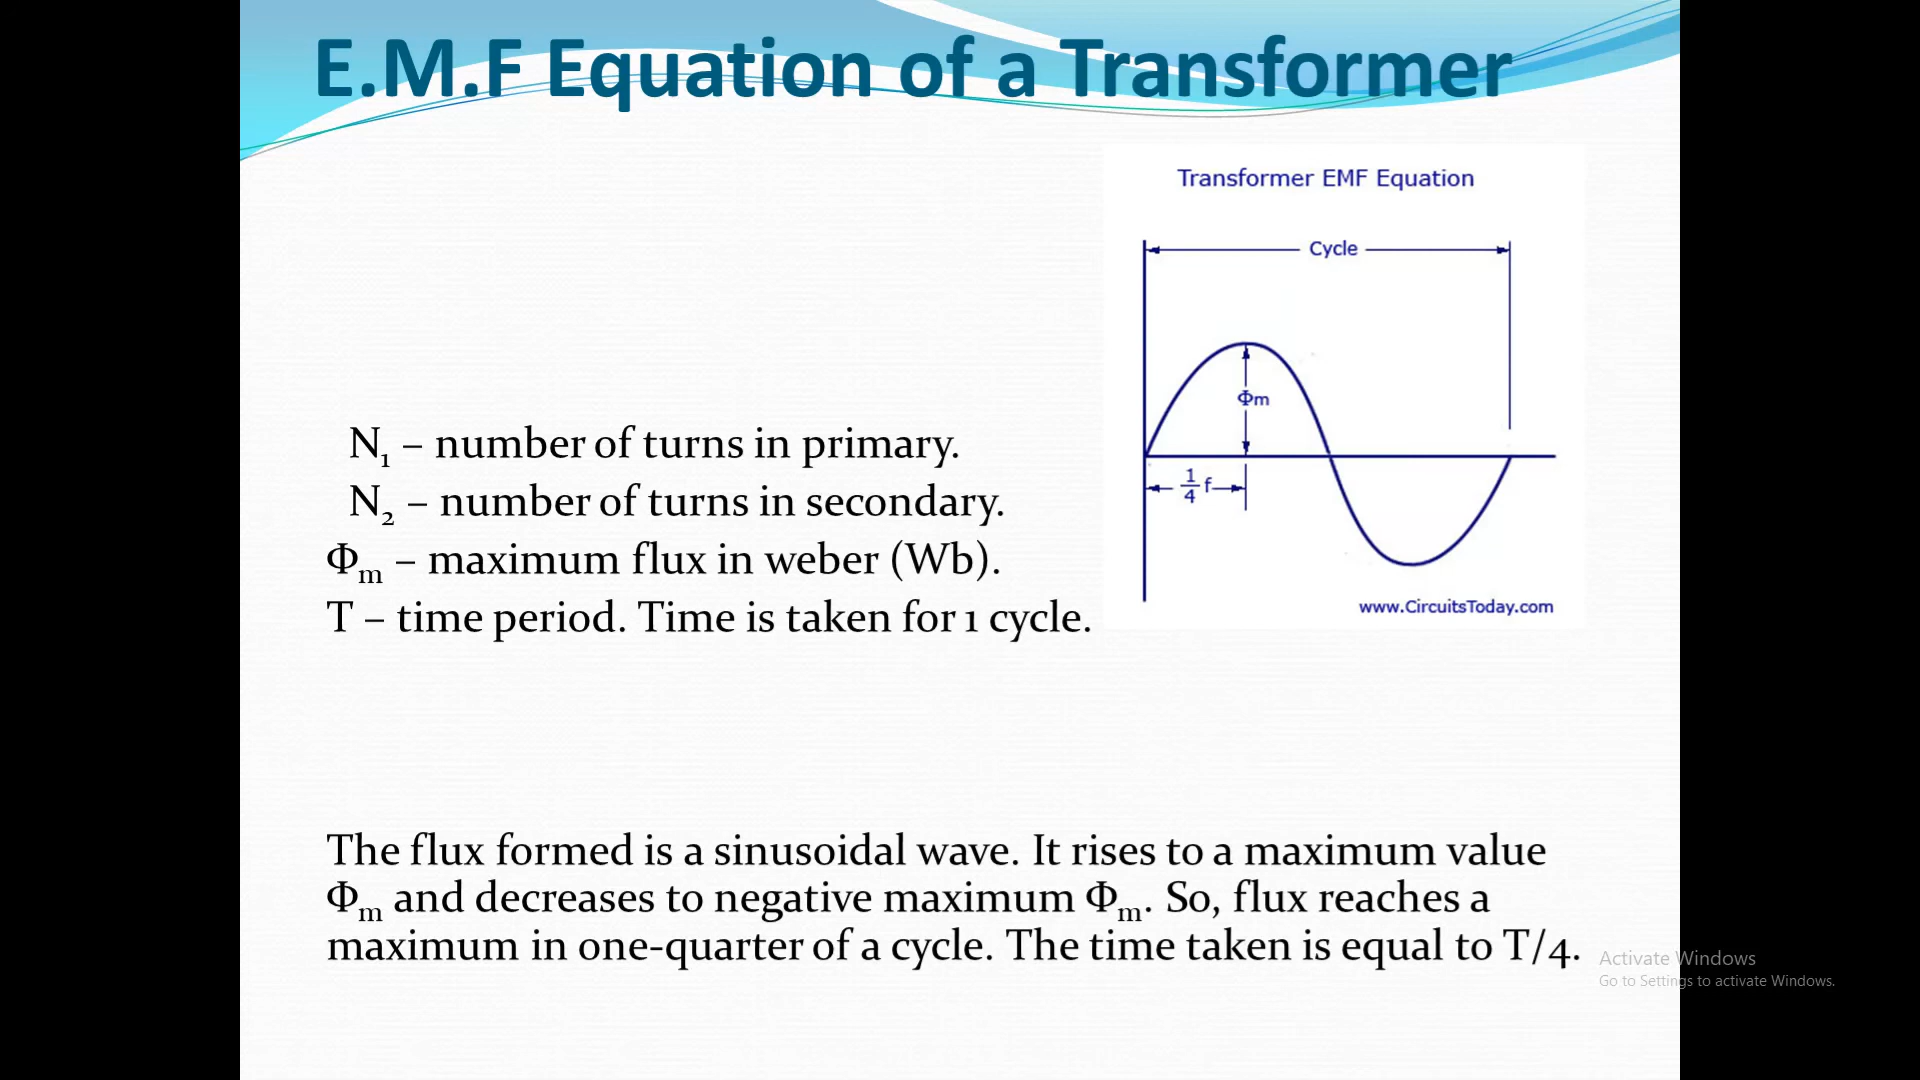 E.M.F Equation of a Transformer
Transformer EMF Equation
Cycle
Φm
1/4 f
www.CircuitsToday.com
N₁ – number of turns in primary.
N₂ – number of turns in secondary.
Φₘ – maximum flux in weber (Wb).
T – time period. Time is taken for 1 cycle.
The flux formed is a sinusoidal wave. It rises to a maximum value
Φₘ and decreases to negative maximum Φₘ. So, flux reaches a
maximum in one-quarter of a cycle. The time taken is equal to T/4.
Activate Windows
Go to Settings to activate Windows.